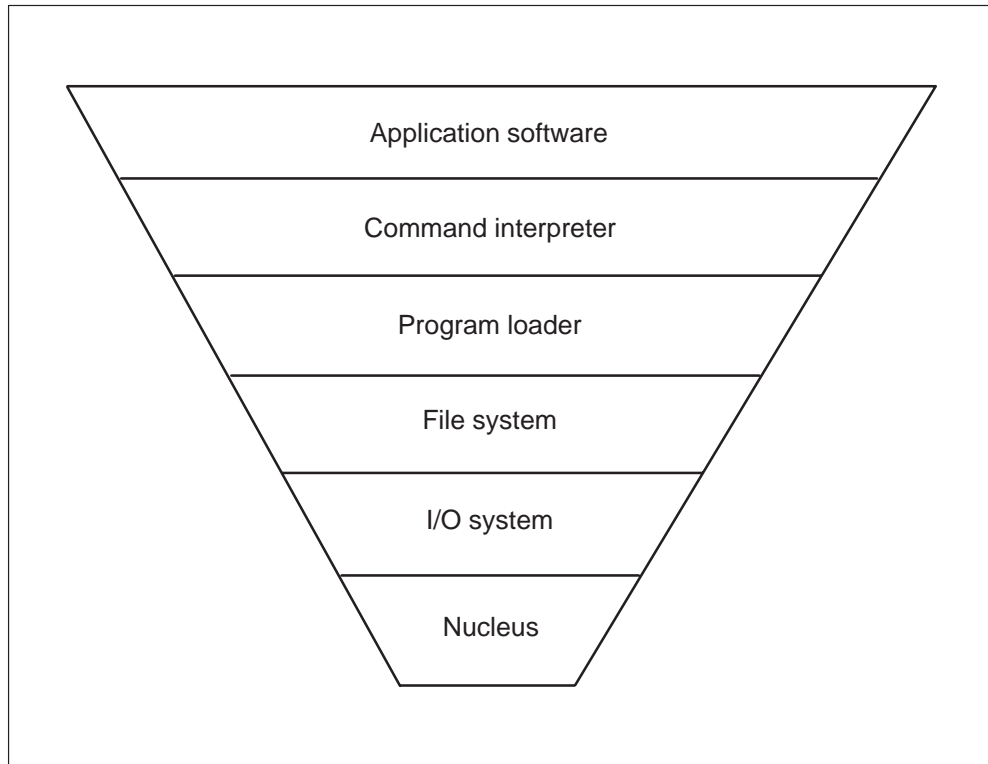 Application software
Command interpreter
Program loader
File system
I/O system
Nucleus